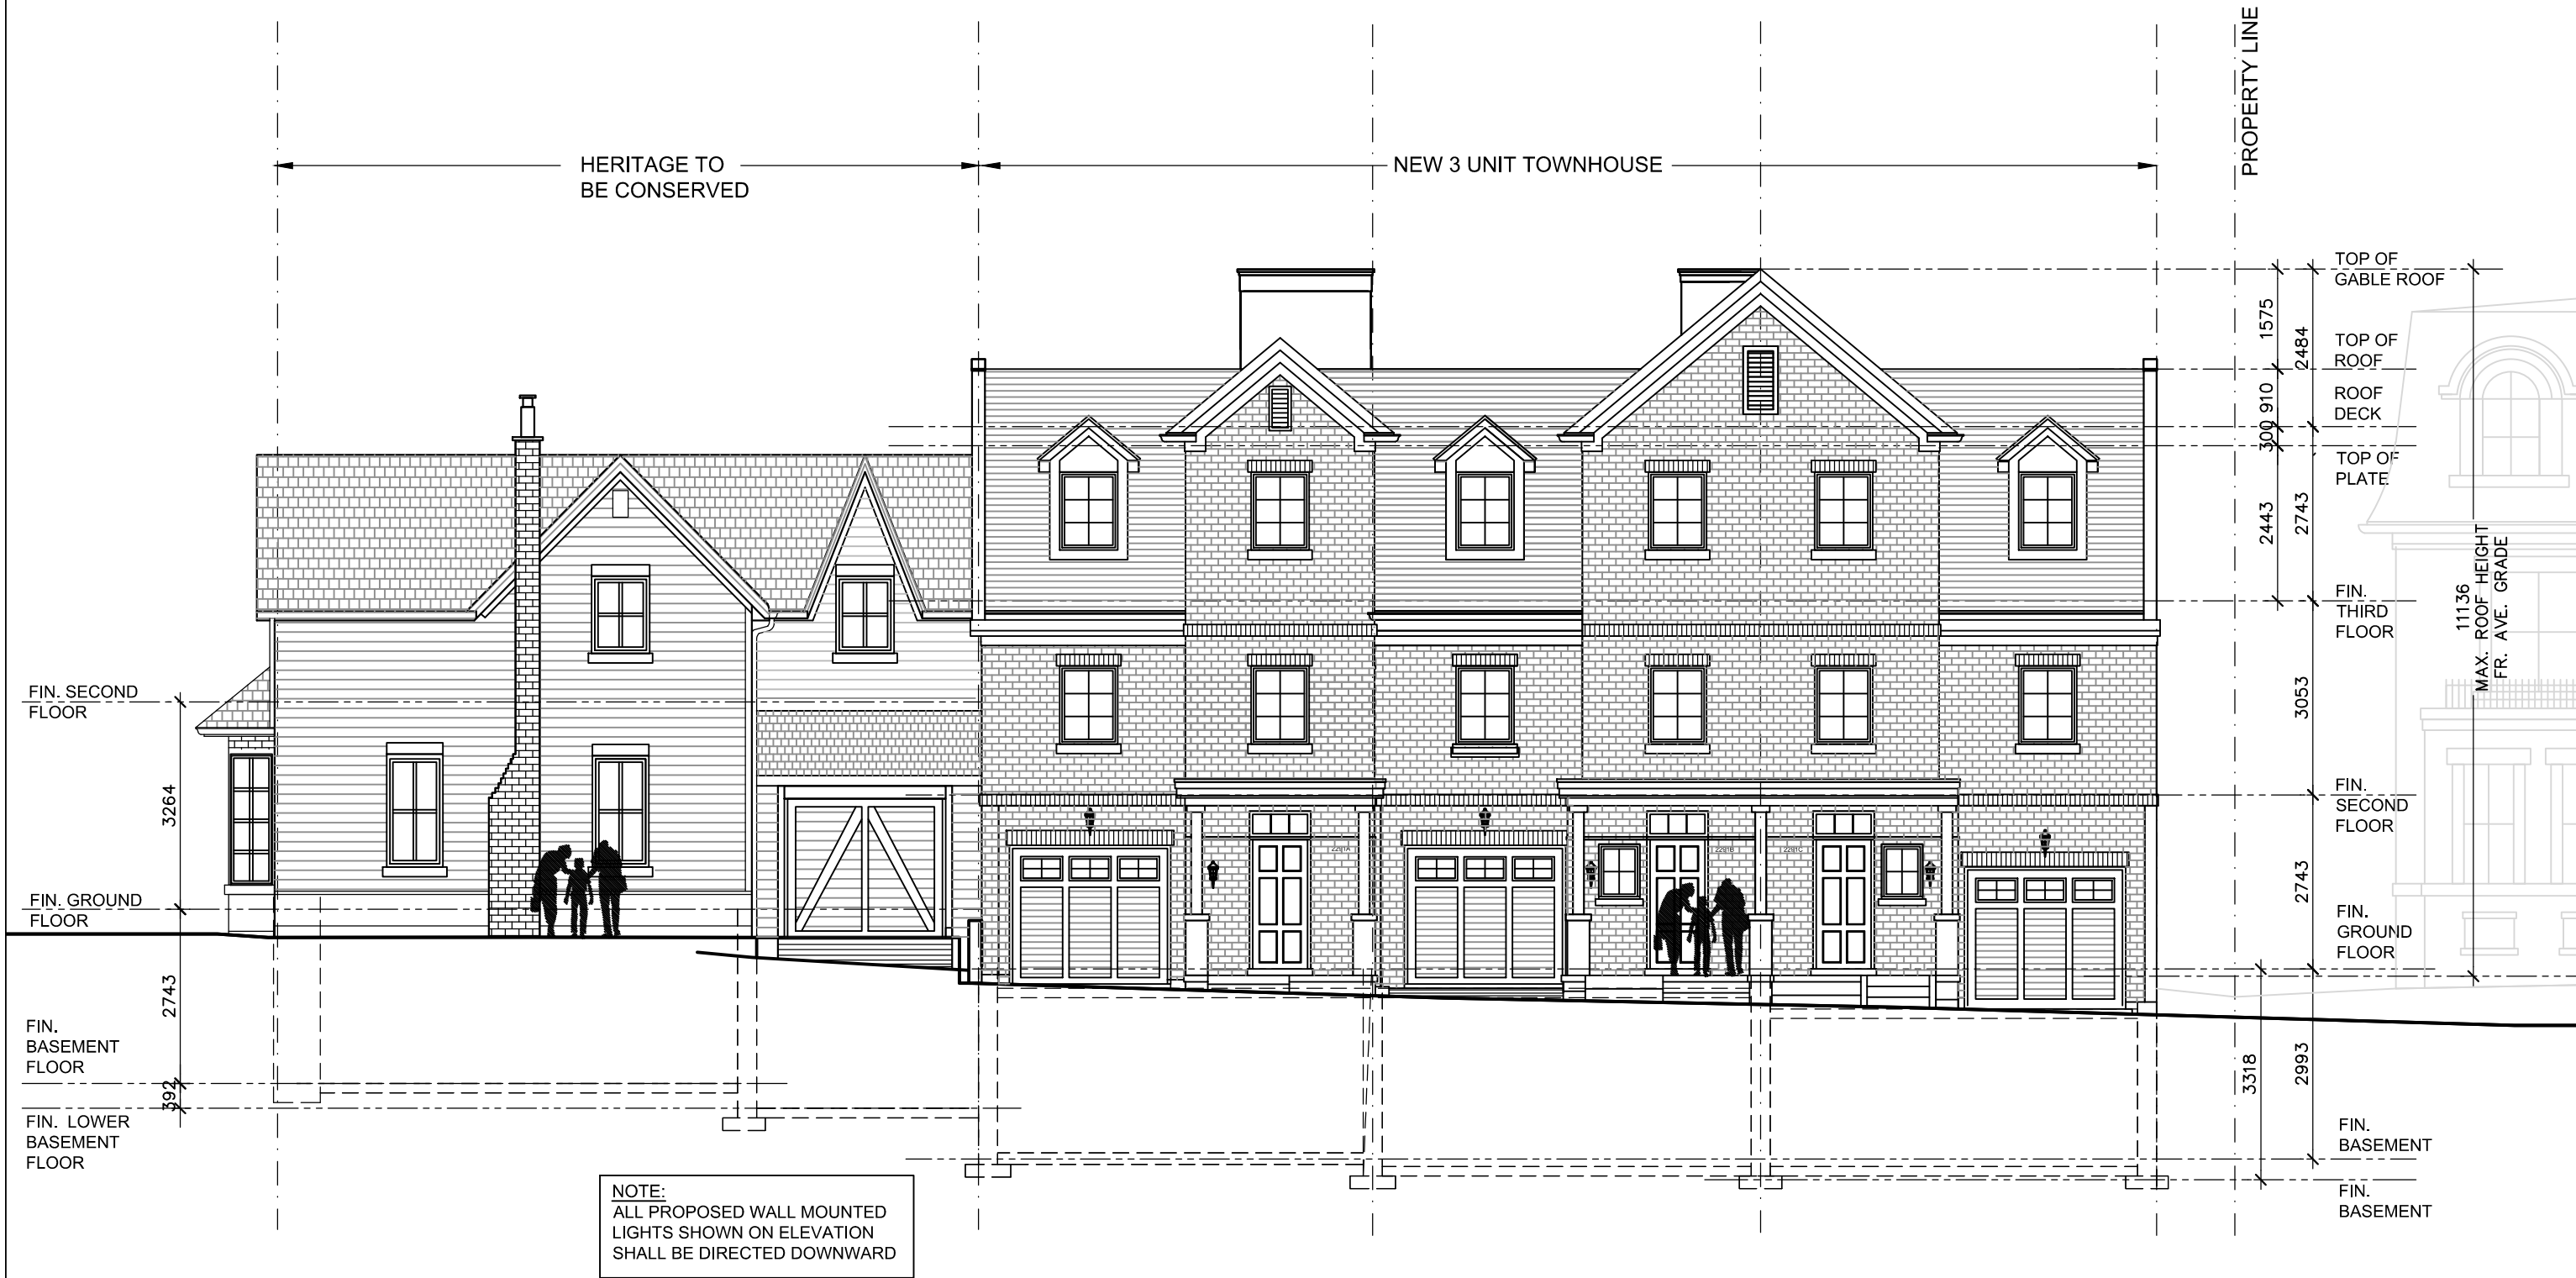 PROPERTY LINE
HERITAGE TO
BE CONSERVED
NEW 3 UNIT TOWNHOUSE
TOP OF
GABLE ROOF
1575
2484
TOP OF
ROOF
910
ROOF
DECK
300
TOP OF
PLATE
2443
2743
11136
MAX. ROOF HEIGHT
FR. AVE. GRADE
FIN.
THIRD
FLOOR
3053
FIN. SECOND
FLOOR
3264
FIN.
SECOND
FLOOR
2743
2291A
2291B
2291C
FIN. GROUND
FLOOR
FIN.
GROUND
FLOOR
2743
FIN.
BASEMENT
FLOOR
392
FIN. LOWER
BASEMENT
FLOOR
3318
2993
FIN.
BASEMENT
FIN.
BASEMENT
NOTE:
ALL PROPOSED WALL MOUNTED
LIGHTS SHOWN ON ELEVATION
SHALL BE DIRECTED DOWNWARD